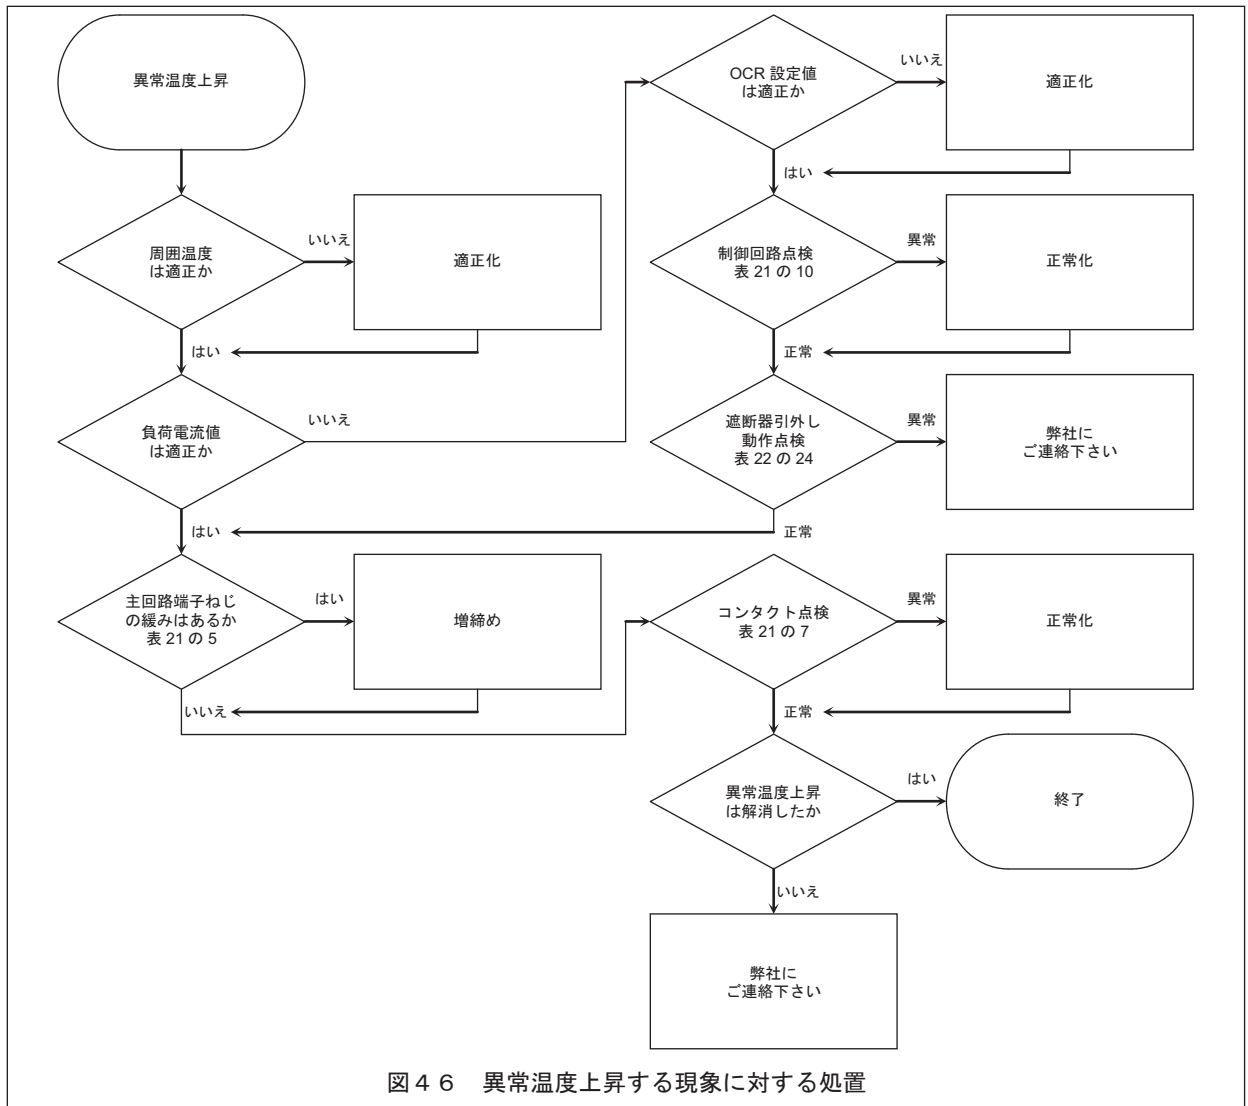 異常温度上昇
周囲温度
は適正か
いいえ
適正化
はい
負荷電流値
は適正か
いいえ
はい
主回路端子ねじ
の緩みはあるか
表 21 の 5
はい
増締め
いいえ
OCR 設定値
は適正か
いいえ
適正化
はい
制御回路点検
表 21 の 10
異常
正常化
正常
遮断器引外し
動作点検
表 22 の 24
異常
弊社に
ご連絡下さい
正常
コンタクト点検
表 21 の 7
異常
正常化
正常
異常温度上昇
は解消したか
はい
終了
いいえ
弊社に
ご連絡下さい
図４６　異常温度上昇する現象に対する処置